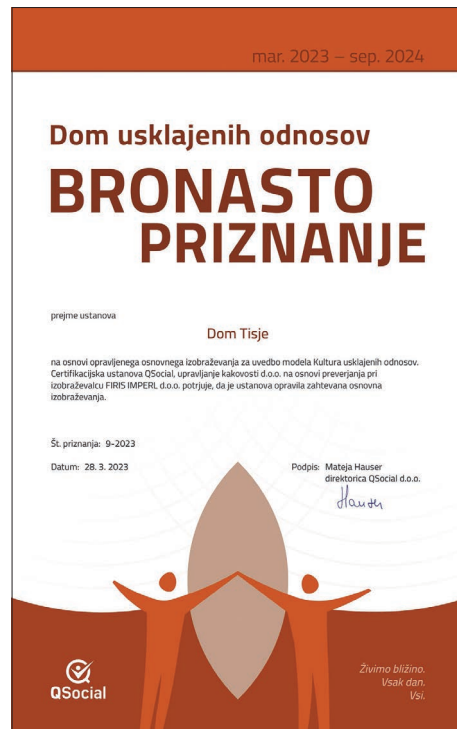 mar. 2023 – sep. 2024
Dom usklajenih odnosov
BRONASTO
PRIZNANJE
prejme ustanova
Dom Tisje
na osnovi opravljenega osnovnega izobraževanja za uvedbo modela Kultura usklajenih odnosov.
Certifikacijska ustanova QSocial, upravljanje kakovosti d.o.o. na osnovi preverjanja pri
izobraževalcu FIRIS IMPERL d.o.o. potrjuje, da je ustanova opravila zahtevana osnovna
izobraževanja.
Št. priznanja: 9-2023
Datum: 28. 3. 2023
Podpis: Mateja Hauser
direktorica QSocial d.o.o.
Hauser
QSocial
Živimo bližino.
Vsak dan.
Vsi.